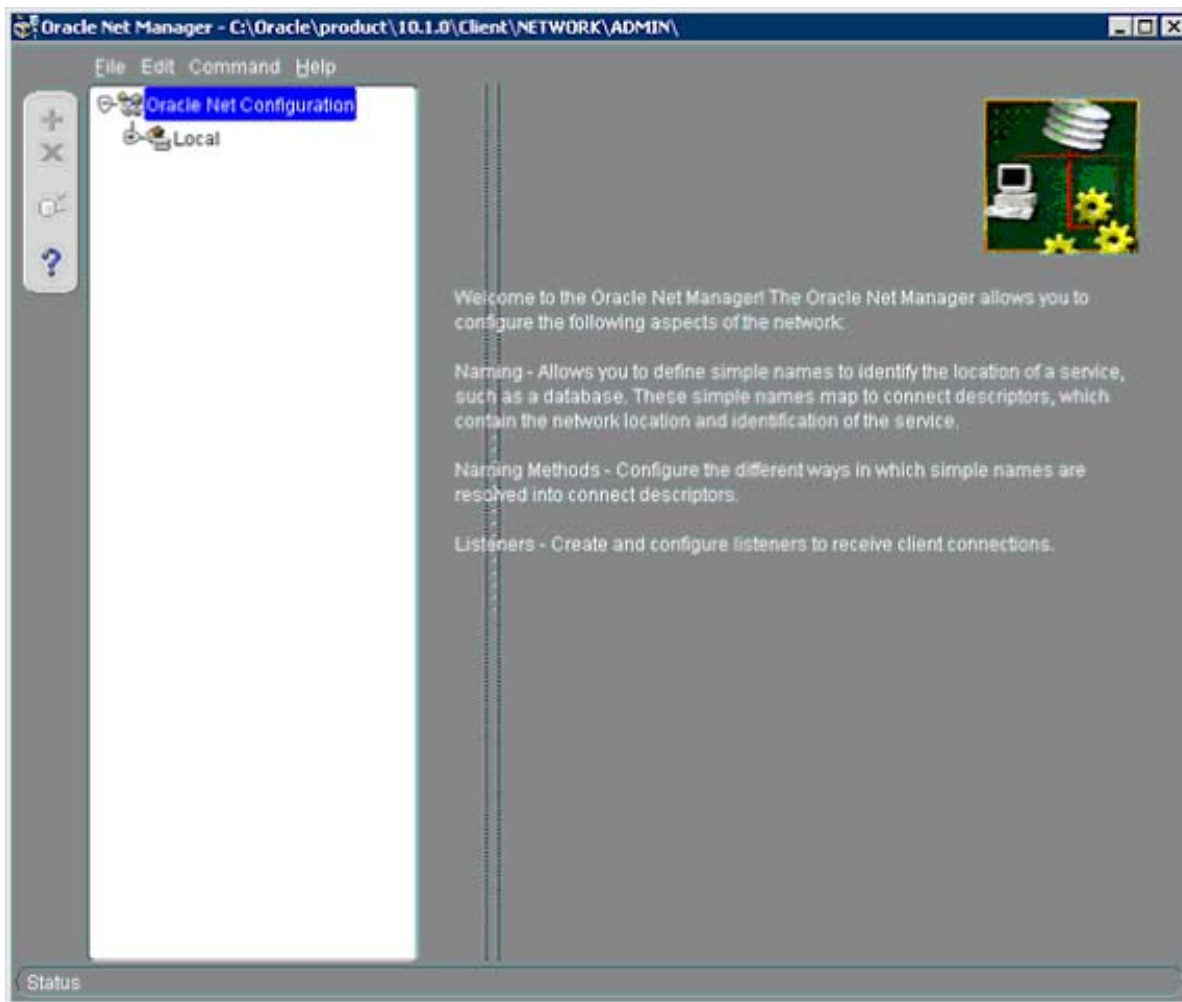 Oracle Net Manager - C:\Oracle\product\10.1.0\Client\NETWORK\ADMIN\
File Edit Command Help
Oracle Net Configuration
Local
Welcome to the Oracle Net Manager! The Oracle Net Manager allows you to
configure the following aspects of the network:
Naming - Allows you to define simple names to identify the location of a service,
such as a database. These simple names map to connect descriptors, which
contain the network location and identification of the service.
Naming Methods - Configure the different ways in which simple names are
resolved into connect descriptors.
Listeners - Create and configure listeners to receive client connections.
Status